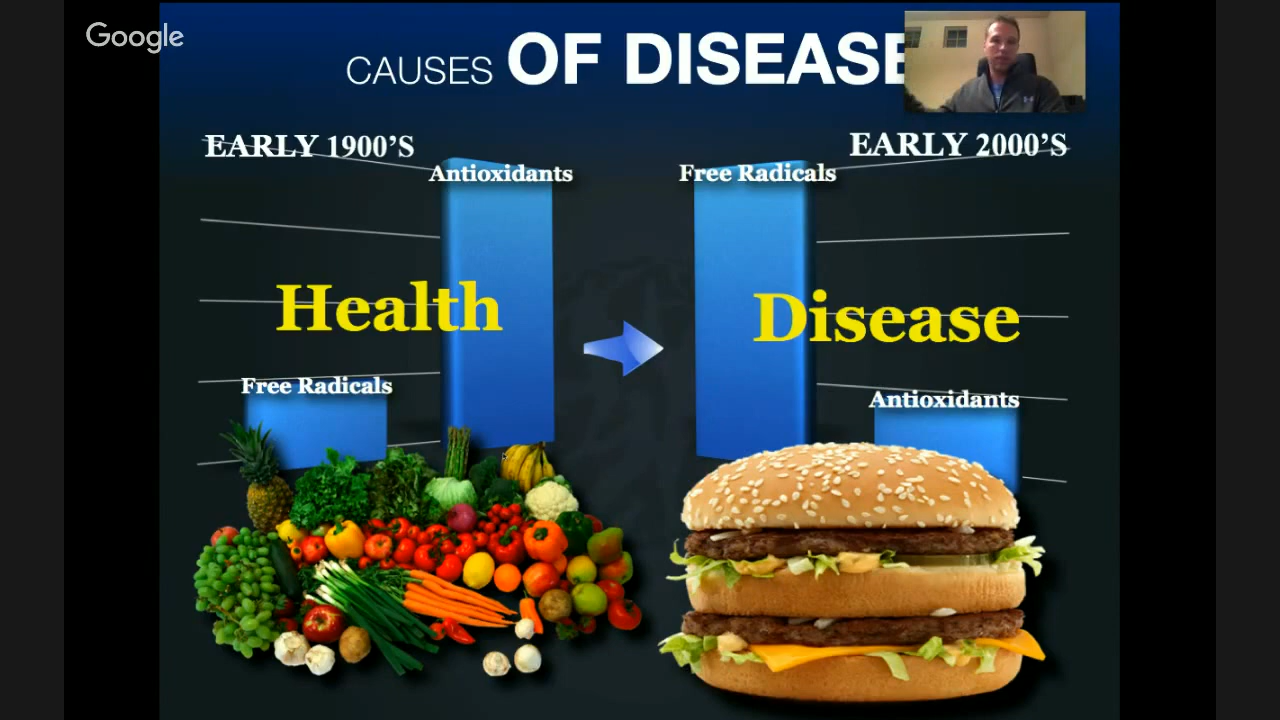 Google
CAUSES OF DISEASE
EARLY 1900'S
EARLY 2000'S
Antioxidants
Free Radicals
Health
Disease
Free Radicals
Antioxidants